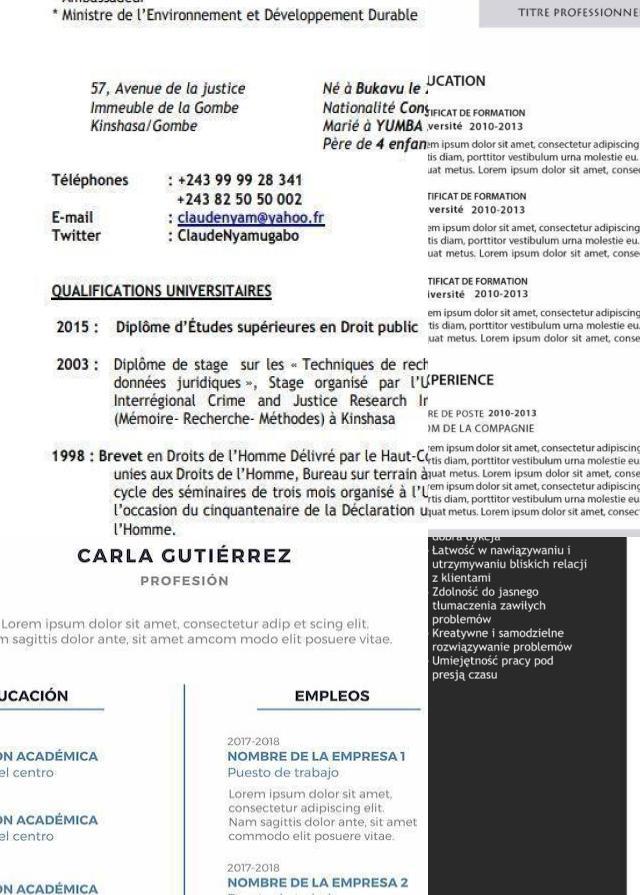 * Ministre de l’Environnement et Développement Durable
57, Avenue de la justice
Immeuble de la Gombe
Kinshasa/Gombe
Né à Bukavu le
Nationalité
Marié à YUMBA
Père de 4 enfan
Téléphones : +243 99 99 28 341
+243 82 50 50 002
E-mail : claudenyam@yahoo.fr
Twitter : ClaudeNyamugabo
QUALIFICATIONS UNIVERSITAIRES
2015 : Diplôme d’Études supérieures en Droit public
2003 : Diplôme de stage sur les « Techniques de rech
données juridiques », Stage organisé par l’U
Interrégional Crime and Justice Research In
(Mémoire- Recherche- Méthodes) à Kinshasa
1998 : Brevet en Droits de l’Homme Délivré par le Haut-Co
unies aux Droits de l’Homme, Bureau sur terrain à
cycle des séminaires de trois mois organisé à l’U
l’occasion du cinquantenaire de la Déclaration u
l’Homme.
TITRE PROFESSIONNE
UCATION
TIFICAT DE FORMATION
versité 2010-2013
em ipsum dolor sit amet, consectetur adipiscing
tis diam, porttitor vestibulum urna molestie eu.
uat metus. Lorem ipsum dolor sit amet, conse
TIFICAT DE FORMATION
versité 2010-2013
em ipsum dolor sit amet, consectetur adipiscing
tis diam, porttitor vestibulum urna molestie eu.
uat metus. Lorem ipsum dolor sit amet, conse
TIFICAT DE FORMATION
iversité 2010-2013
em ipsum dolor sit amet, consectetur adipiscing
tis diam, porttitor vestibulum urna molestie eu.
uat metus. Lorem ipsum dolor sit amet, conse
PERIENCE
RE DE POSTE 2010-2013
OM DE LA COMPAGNIE
em ipsum dolor sit amet, consectetur adipiscing
rtis diam, porttitor vestibulum urna molestie eu
quat metus. Lorem ipsum dolor sit amet, consec
rem ipsum dolor sit amet, consectetur adipiscing
rtis diam, porttitor vestibulum urna molestie eu
quat metus. Lorem ipsum dolor sit amet, consec
CARLA GUTIÉRREZ
PROFESIÓN
Lorem ipsum dolor sit amet, consectetur adip et scing elit.
m sagittis dolor ante, sit amet amcom modo elit posuere vitae.
UCACIÓN
ÓN ACADÉMICA
el centro
ÓN ACADÉMICA
el centro
ÓN ACADÉMICA
EMPLEOS
2017-2018
NOMBRE DE LA EMPRESA 1
Puesto de trabajo
Lorem ipsum dolor sit amet,
consectetur adipiscing elit.
Nam sagittis dolor ante, sit amet
commodo elit posuere vitae.
2017-2018
NOMBRE DE LA EMPRESA 2
dobra dykcja
Łatwość w nawiązywaniu i
utrzymywaniu bliskich relacji
z klientami
Zdolność do jasnego
tłumaczenia zawiłych
problemów
Kreatywne i samodzielne
rozwiązywanie problemów
Umiejętność pracy pod
presją czasu